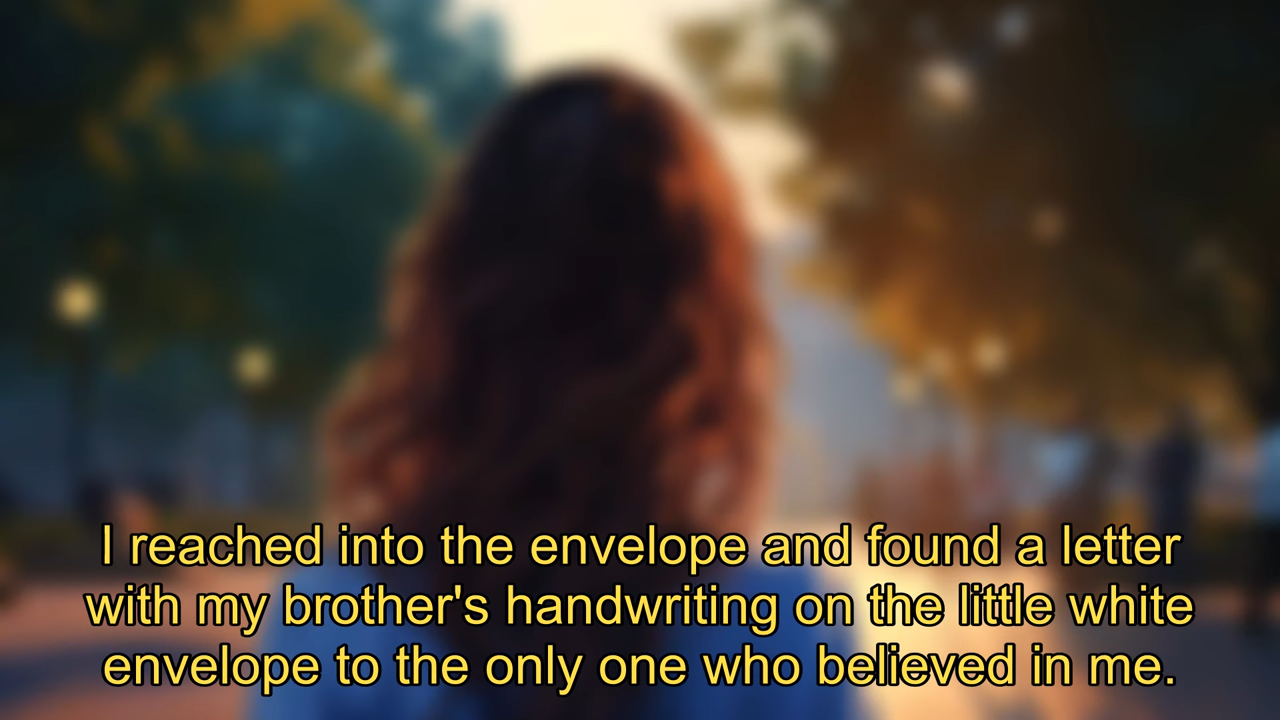 I reached into the envelope and found a letter
with my brother's handwriting on the little white
envelope to the only one who believed in me.